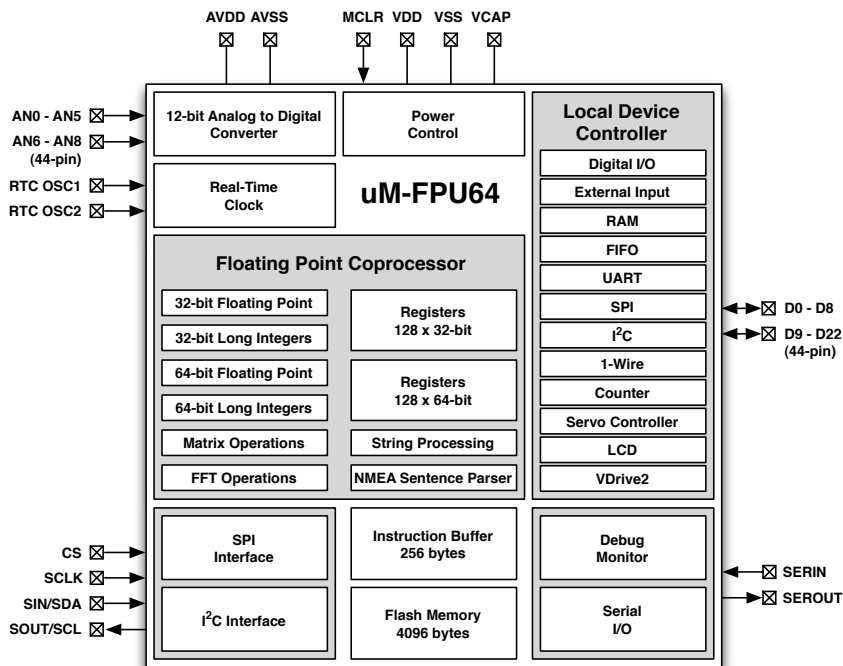 AVDD AVSS
MCLR VDD VSS VCAP
AN0 - AN5
AN6 - AN8
(44-pin)
RTC OSC1
RTC OSC2
12-bit Analog to Digital
Converter
Power
Control
Real-Time
Clock
uM-FPU64
Floating Point Coprocessor
32-bit Floating Point
32-bit Long Integers
64-bit Floating Point
64-bit Long Integers
Matrix Operations
FFT Operations
Registers
128 x 32-bit
Registers
128 x 64-bit
String Processing
NMEA Sentence Parser
Local Device
Controller
Digital I/O
External Input
RAM
FIFO
UART
SPI
I²C
1-Wire
Counter
Servo Controller
LCD
VDrive2
D0 - D8
D9 - D22
(44-pin)
CS
SCLK
SIN/SDA
SOUT/SCL
SPI
Interface
I²C Interface
Instruction Buffer
256 bytes
Flash Memory
4096 bytes
Debug
Monitor
Serial
I/O
SERIN
SEROUT